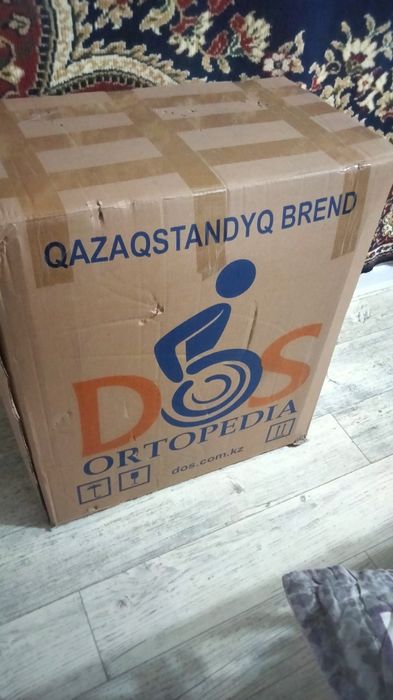 QAZAQSTANDYQ BREND
DOS
ORTOPEDIA
dos.com.kz